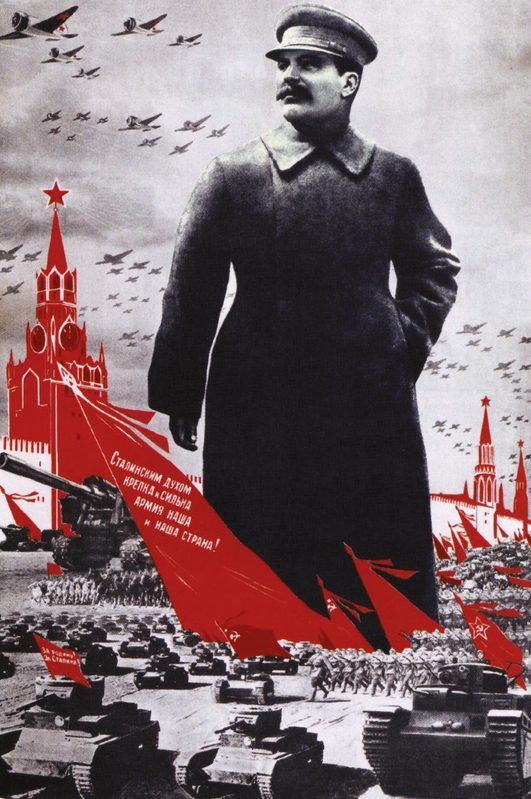 Сталинским духом
крепка и сильна
армия наша
и наша страна!
За Родину!
За Сталина!